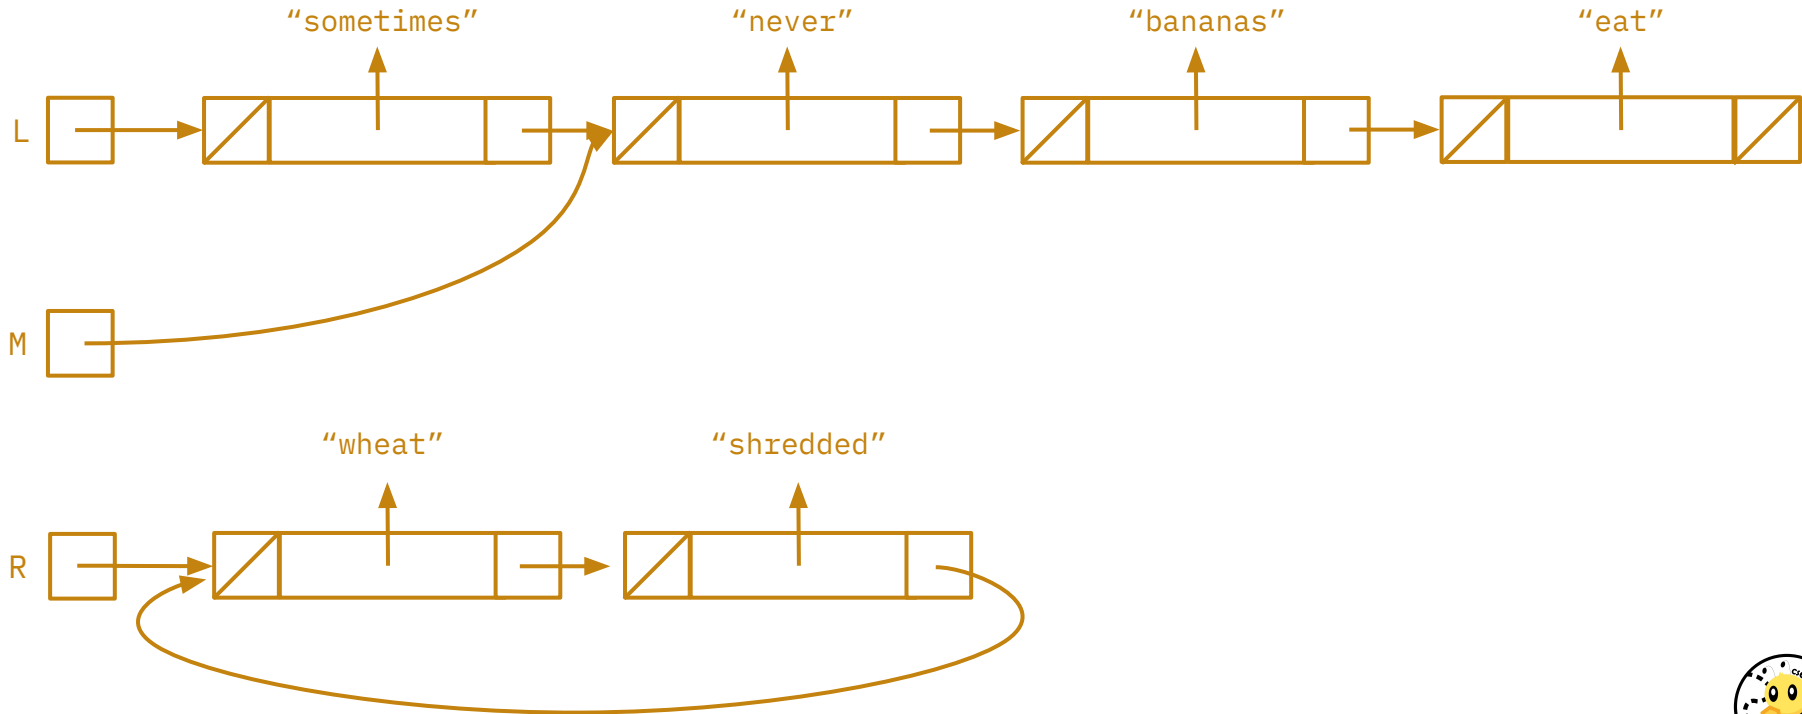 “sometimes” “never” “bananas” “eat”
L
M
“wheat” “shredded”
R